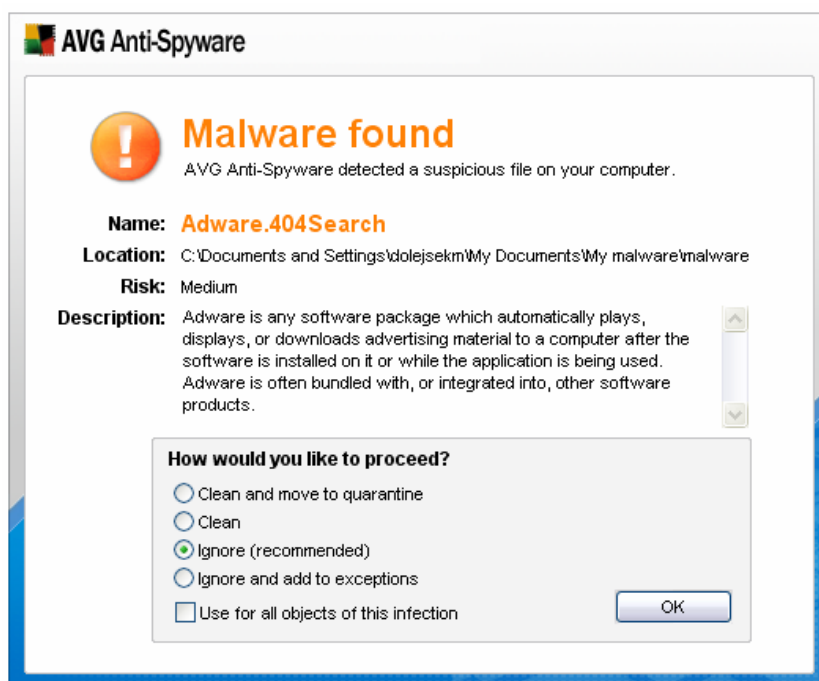 AVG Anti-Spyware
Malware found
AVG Anti-Spyware detected a suspicious file on your computer.
Name: Adware.404Search
Location: C:\Documents and Settings\dolejsekm\My Documents\My malware\malware
Risk: Medium
Description: Adware is any software package which automatically plays,
displays, or downloads advertising material to a computer after the
software is installed on it or while the application is being used.
Adware is often bundled with, or integrated into, other software
products.
How would you like to proceed?
Clean and move to quarantine
Clean
Ignore (recommended)
Ignore and add to exceptions
Use for all objects of this infection
OK